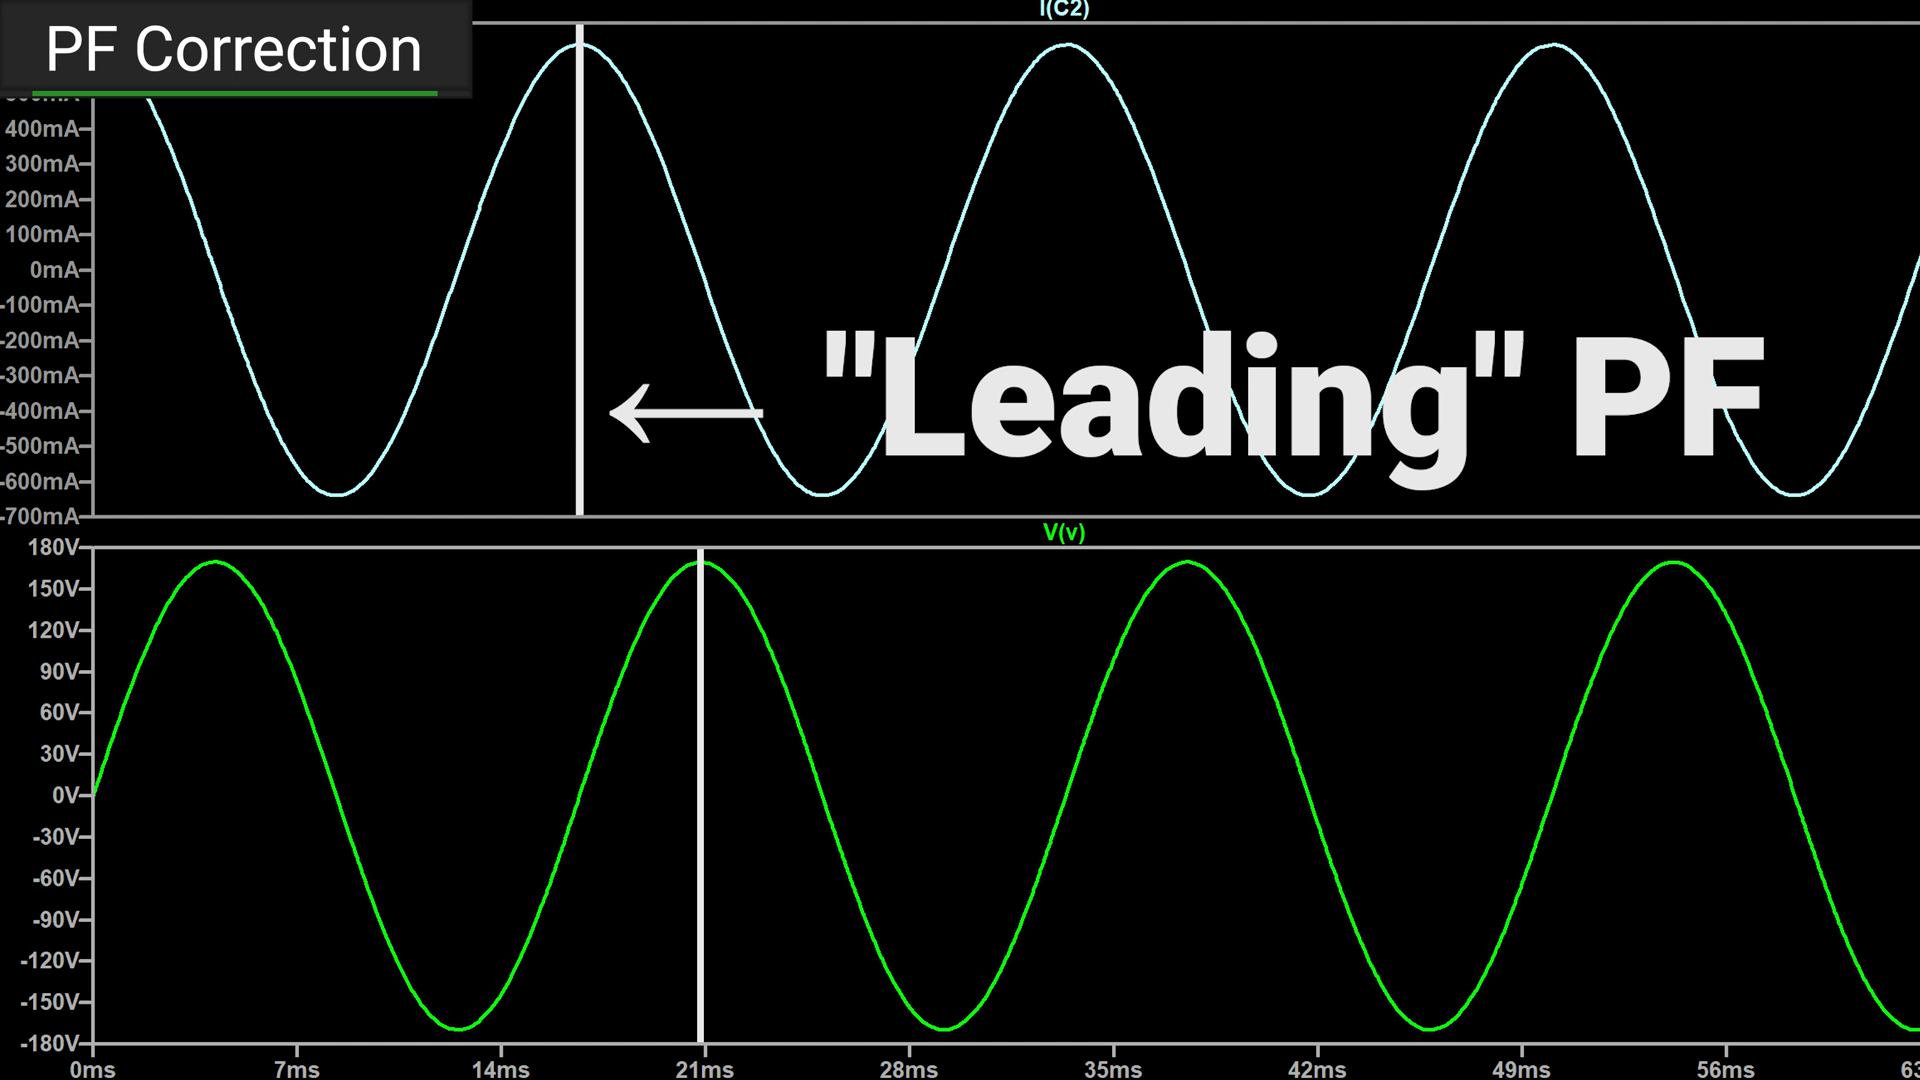 I(C2)
PF Correction
400mA
300mA
200mA
100mA
0mA
-100mA
-200mA
"Leading" PF
-300mA
-400mA
-500mA
-600mA
-700mA
V(v)
180V
150V
120V
90V
60V
30V
0V
-30V
-60V
-90V
-120V
-150V
-180V
0ms 7ms 14ms 21ms 28ms 35ms 42ms 49ms 56ms